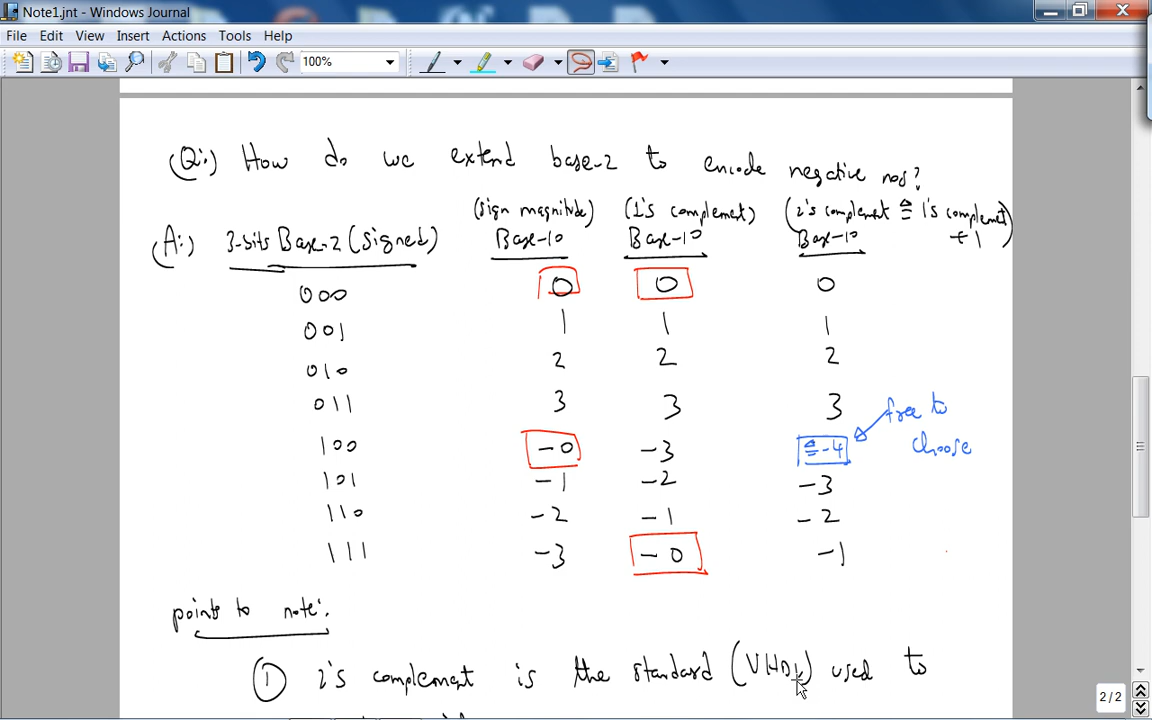 Note1.jnt - Windows Journal
File Edit View Insert Actions Tools Help
100%
(Q:) How do we extend base-2 to encode negative nos?
(sign magnitude) (1's complement) (2's complement ≜ 1's complement +1)
(A:) 3-bits Base-2 (signed) Base-10 Base-10 Base-10
000 0 0 0
001 1 1 1
010 2 2 2
011 3 3 3 free to
100 -0 -3 ≜-4 choose
101 -1 -2 -3
110 -2 -1 -2
111 -3 -0 -1
points to note:
① 2's complement is the standard (VHDL) used to
2/2